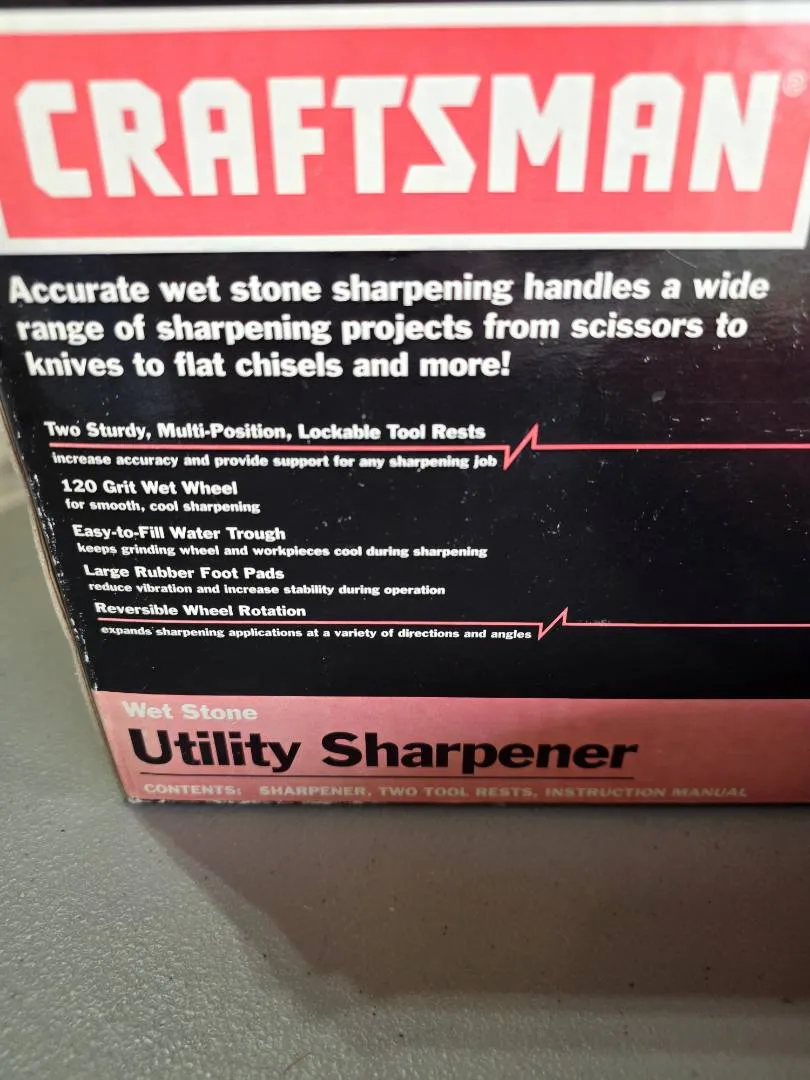 CRAFTSMAN®
Accurate wet stone sharpening handles a wide
range of sharpening projects from scissors to
knives to flat chisels and more!
Two Sturdy, Multi-Position, Lockable Tool Rests
increase accuracy and provide support for any sharpening job
120 Grit Wet Wheel
for smooth, cool sharpening
Easy-to-Fill Water Trough
keeps grinding wheel and workpieces cool during sharpening
Large Rubber Foot Pads
reduce vibration and increase stability during operation
Reversible Wheel Rotation
expands sharpening applications at a variety of directions and angles
Wet Stone
Utility Sharpener
CONTENTS: SHARPENER, TWO TOOL RESTS, INSTRUCTION MANUAL